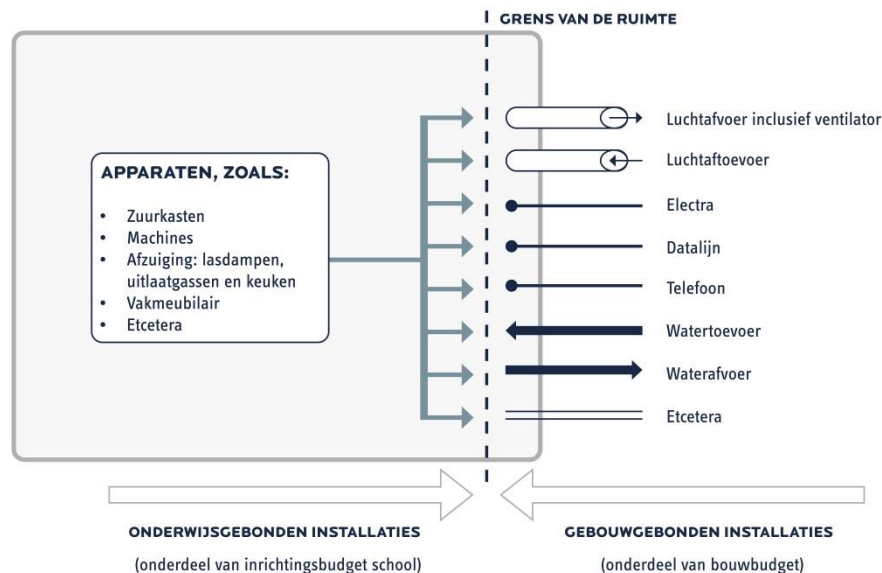 GRENS VAN DE RUIMTE
APPARATEN, ZOALS:
• Zuurkasten
• Machines
• Afzuiging: lasdampen,
uitlaatgassen en keuken
• Vakmeubilair
• Etcetera
Luchtafvoer inclusief ventilator
Luchtaftoevoer
Electra
Datalijn
Telefoon
Watertoevoer
Waterafvoer
Etcetera
ONDERWIJSGEBONDEN INSTALLATIES
(onderdeel van inrichtingsbudget school)
GEBOUWGEBONDEN INSTALLATIES
(onderdeel van bouwbudget)